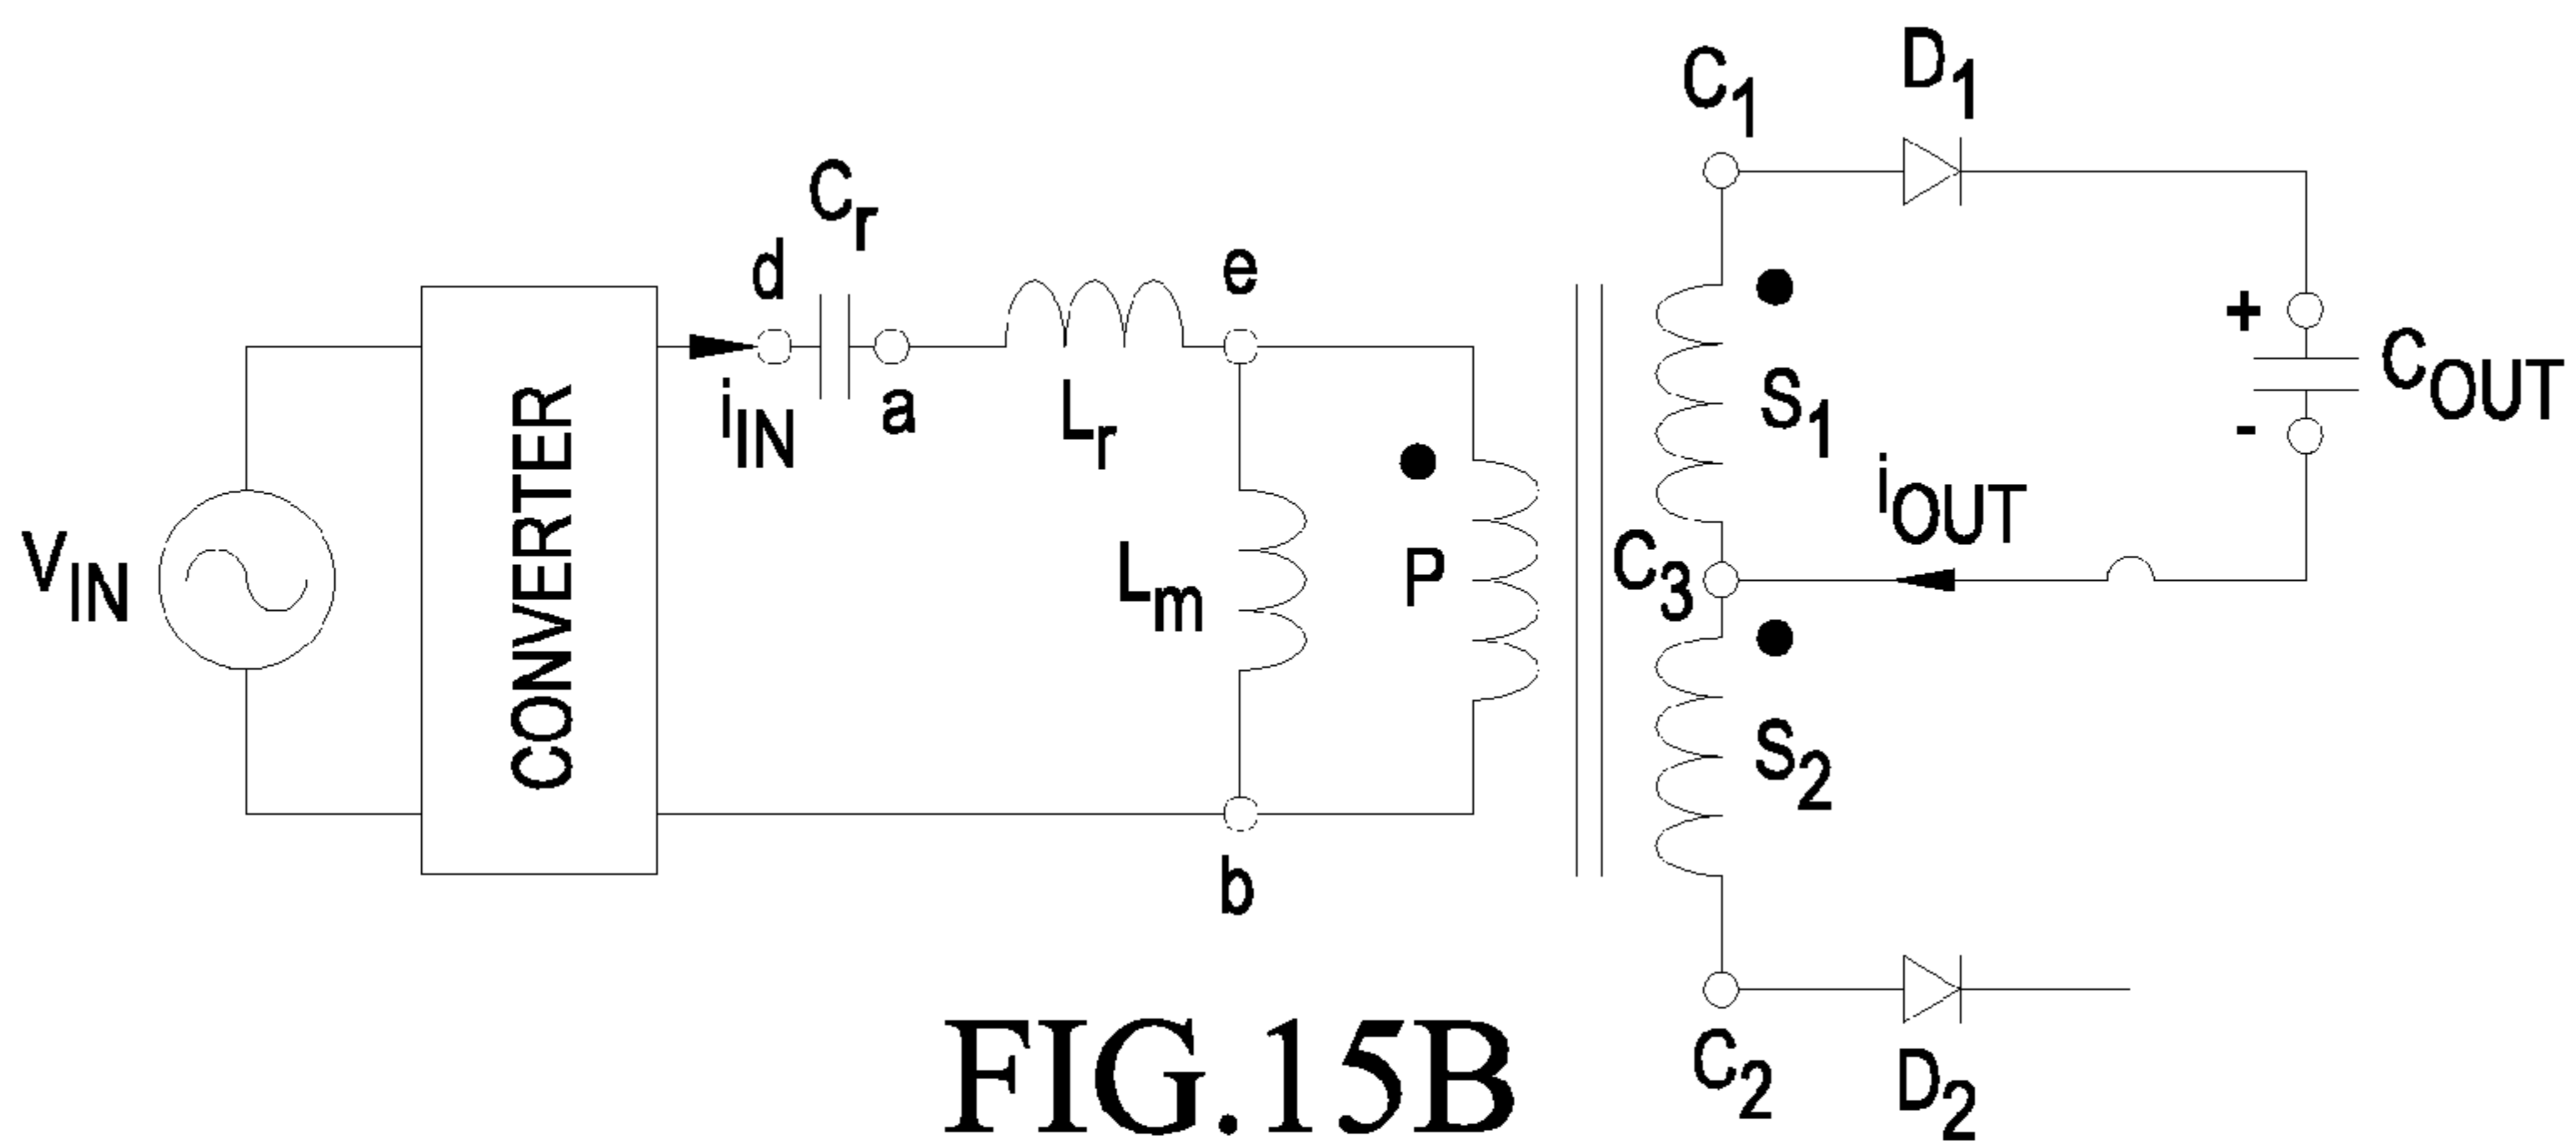 C1
D1
Cr
d
e
a
iIN
Lr
S1
+
-
COUT
iOUT
VIN
CONVERTER
Lm
P
C3
S2
b
C2
D2
FIG.15B